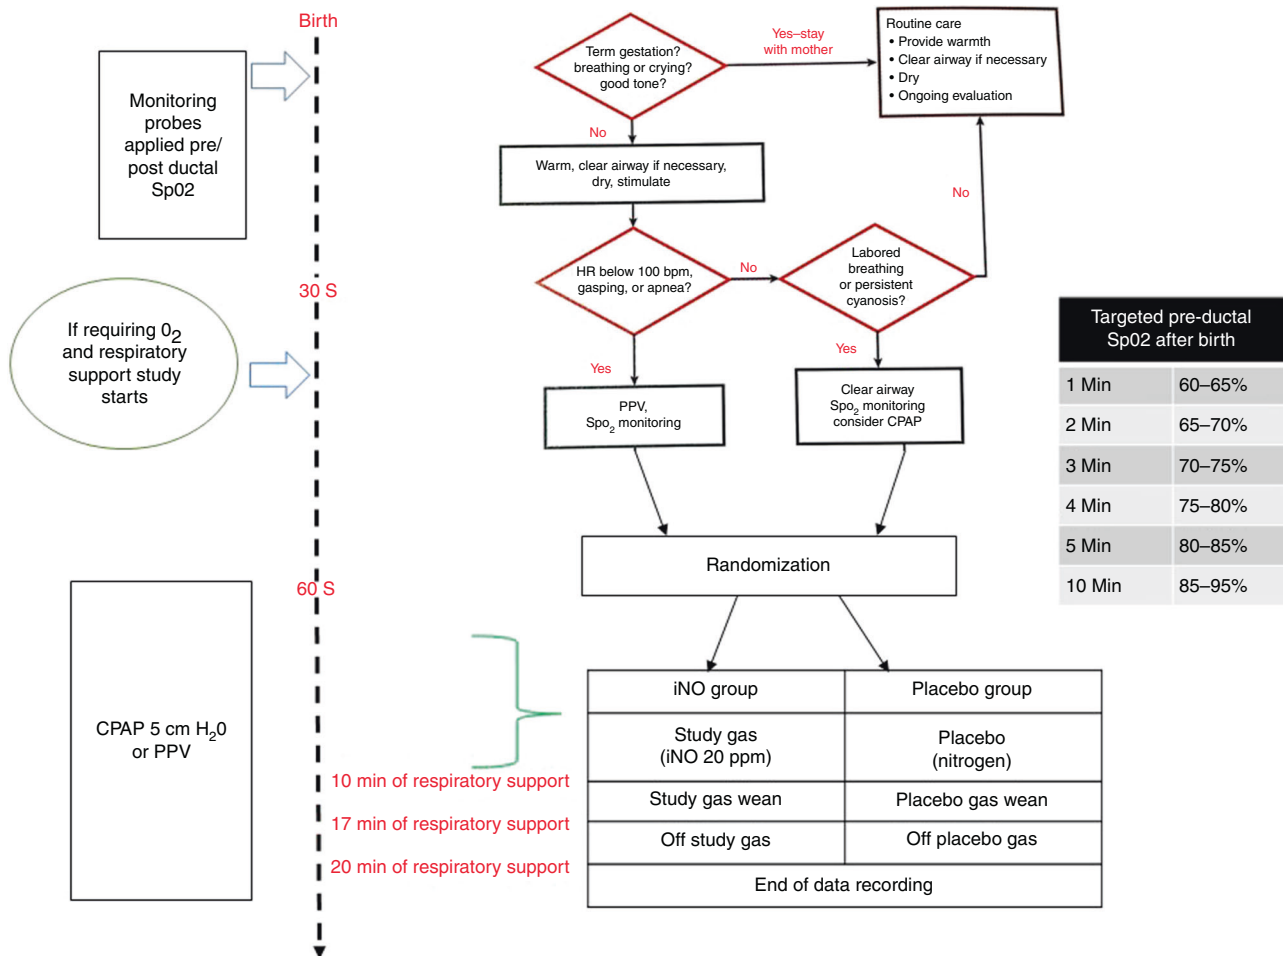 Birth
Monitoring
probes
applied pre/
post ductal
Sp02
30 S
If requiring 0₂
and respiratory
support study
starts
60 S
CPAP 5 cm H₂0
or PPV
Term gestation?
breathing or crying?
good tone?
Yes–stay
with mother
Routine care
• Provide warmth
• Clear airway if necessary
• Dry
• Ongoing evaluation
No
Warm, clear airway if necessary,
dry, stimulate
HR below 100 bpm,
gasping, or apnea?
No
Labored
breathing
or persistent
cyanosis?
No
Yes
PPV,
Spo₂ monitoring
Yes
Clear airway
Spo₂ monitoring
consider CPAP
Randomization
iNO group
Placebo group
Study gas
(iNO 20 ppm)
Placebo
(nitrogen)
10 min of respiratory support
Study gas wean
Placebo gas wean
17 min of respiratory support
Off study gas
Off placebo gas
20 min of respiratory support
End of data recording
Targeted pre-ductal
Sp02 after birth
1 Min 60–65%
2 Min 65–70%
3 Min 70–75%
4 Min 75–80%
5 Min 80–85%
10 Min 85–95%